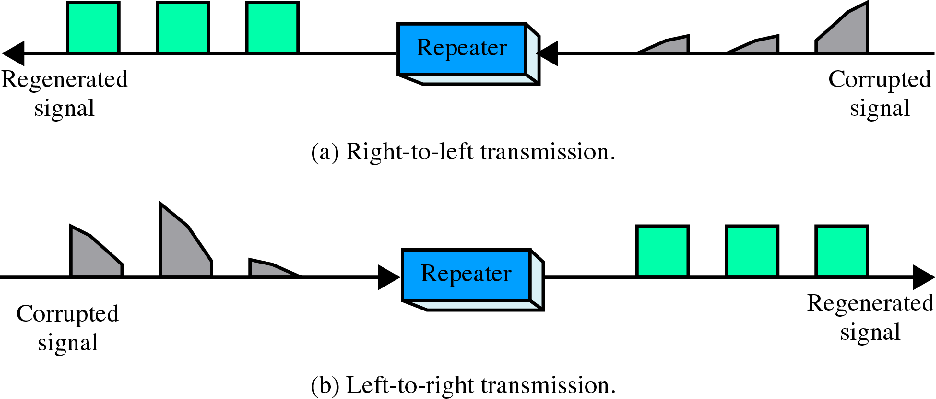 Repeater
Regenerated
signal
Corrupted
signal
(a) Right-to-left transmission.
Repeater
Corrupted
signal
Regenerated
signal
(b) Left-to-right transmission.